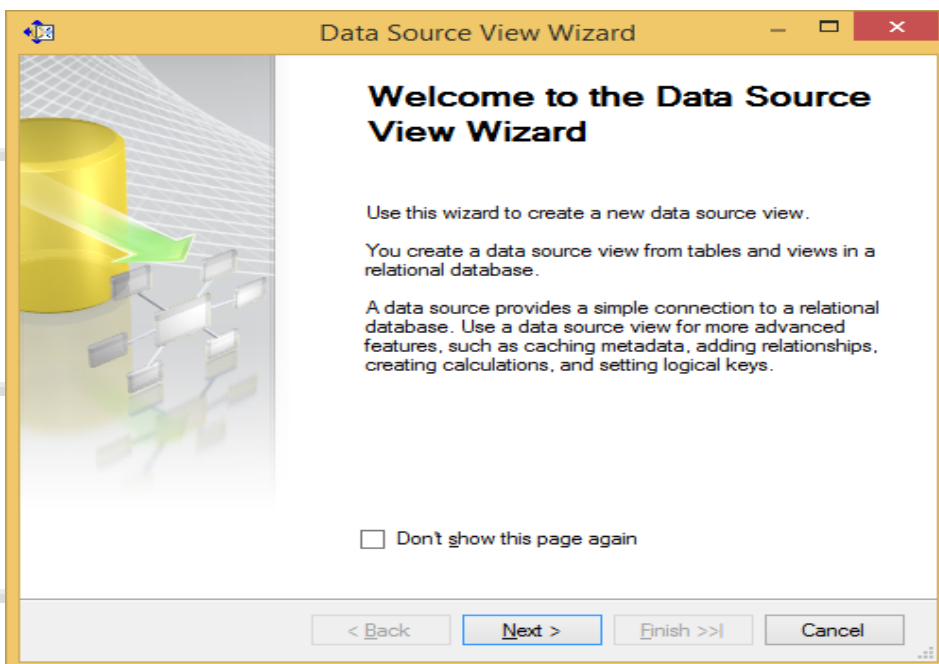 Data Source View Wizard
Welcome to the Data Source
View Wizard
Use this wizard to create a new data source view.
You create a data source view from tables and views in a
relational database.
A data source provides a simple connection to a relational
database. Use a data source view for more advanced
features, such as caching metadata, adding relationships,
creating calculations, and setting logical keys.
Don't show this page again
< Back Next > Finish >>| Cancel